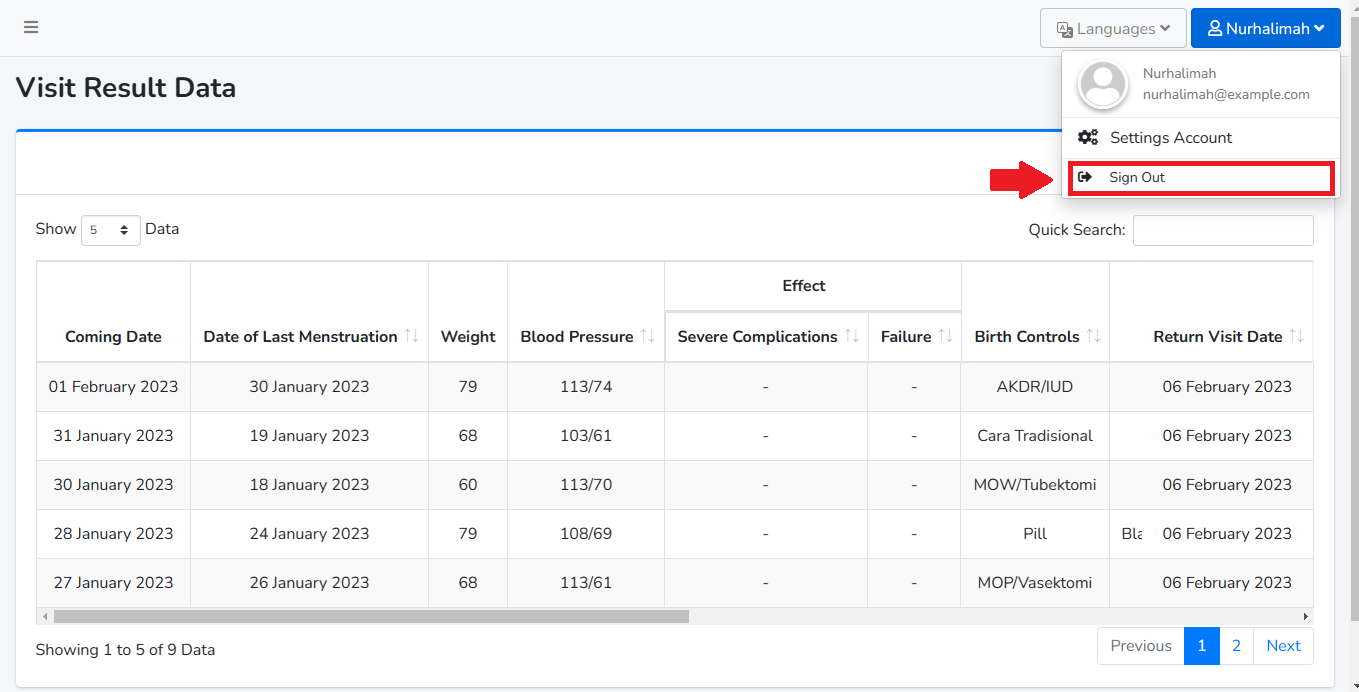 Languages Nurhalimah
Nurhalimah
nurhalimah@example.com
Visit Result Data
Settings Account
Sign Out
Show 5 Data Quick Search:
Effect
Coming Date Date of Last Menstruation Weight Blood Pressure Severe Complications Failure Birth Controls Return Visit Date
01 February 2023 30 January 2023 79 113/74 - - AKDR/IUD 06 February 2023
31 January 2023 19 January 2023 68 103/61 - - Cara Tradisional 06 February 2023
30 January 2023 18 January 2023 60 113/70 - - MOW/Tubektomi 06 February 2023
28 January 2023 24 January 2023 79 108/69 - - Pill 06 February 2023
27 January 2023 26 January 2023 68 113/61 - - MOP/Vasektomi 06 February 2023
Showing 1 to 5 of 9 Data Previous 1 2 Next